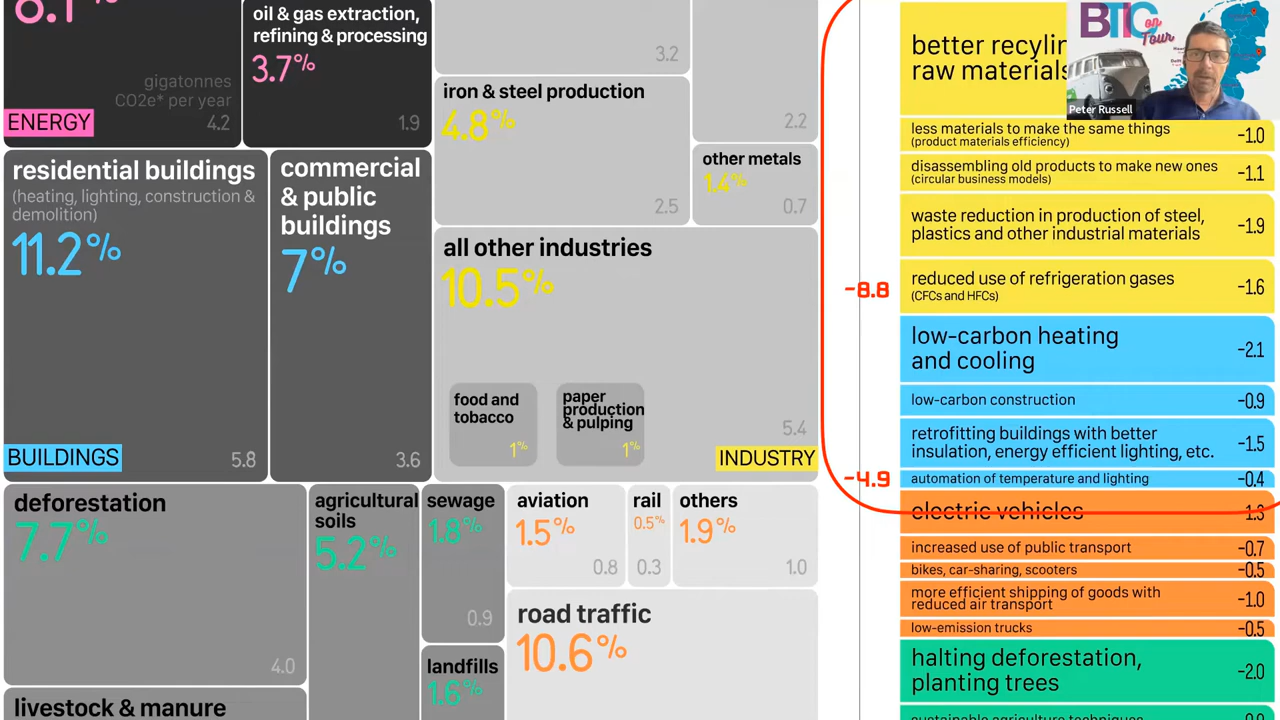 oil & gas extraction,
refining & processing
3.7%
gigatonnes
CO2e* per year
ENERGY
4.2
1.9
3.2
iron & steel production
4.8%
2.5
2.2
other metals
1.4%
0.7
residential buildings
(heating, lighting, construction &
demolition)
11.2%
BUILDINGS
5.8
commercial
& public
buildings
7%
3.6
all other industries
10.5%
food and
tobacco
1%
paper
production
& pulping
1%
5.4
INDUSTRY
deforestation
7.7%
4.0
agricultural
soils
5.2%
sewage
1.8%
0.9
aviation
1.5%
0.8
rail
0.5%
0.3
others
1.9%
1.0
road traffic
10.6%
landfills
1.6%
livestock & manure
-8.8
-4.9
better
raw materials
less materials to make the same things
(product materials efficiency)
-1.0
disassembling old products to make new ones
(circular business models)
-1.1
waste reduction in production of steel,
plastics and other industrial materials
-1.9
reduced use of refrigeration gases
(CFCs and HFCs)
-1.6
low-carbon heating
and cooling
-2.1
low-carbon construction
-0.9
retrofitting buildings with better
insulation, energy efficient lighting, etc.
-1.5
automation of temperature and lighting
-0.4
electric vehicles
-1.3
increased use of public transport
-0.7
bikes, car-sharing, scooters
-0.5
more efficient shipping of goods with
reduced air transport
-1.0
low-emission trucks
-0.5
halting deforestation,
planting trees
-2.0
sustainable agriculture techniques
BTIC on
Tour
Peter Russell